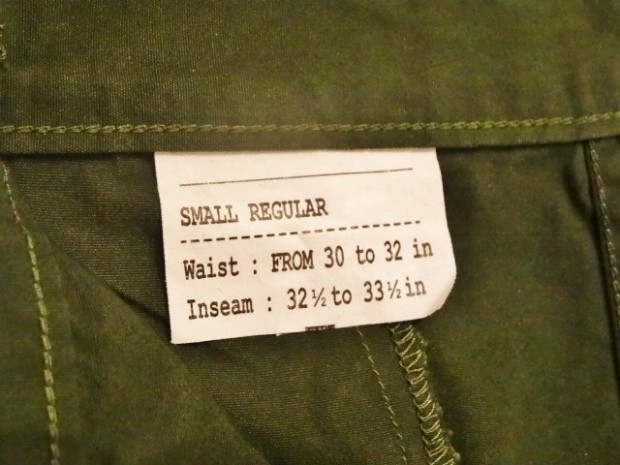 SMALL REGULAR
Waist : FROM 30 to 32 in
Inseam : 32½ to 33½ in